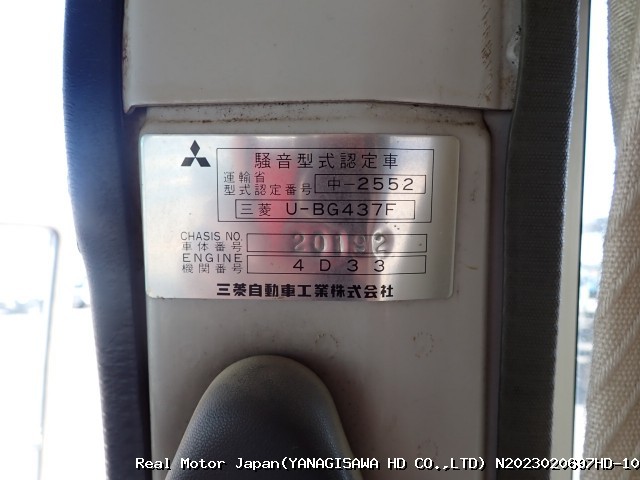 騒音型式認定車
運輸省
型式認定番号 中-2552
三菱 U-BG437F
CHASIS NO.
車体番号 20192
ENGINE
機関番号 4D33
三菱自動車工業株式会社
Real Motor Japan(YANAGISAWA HD CO.,LTD) N2023020697HD-10